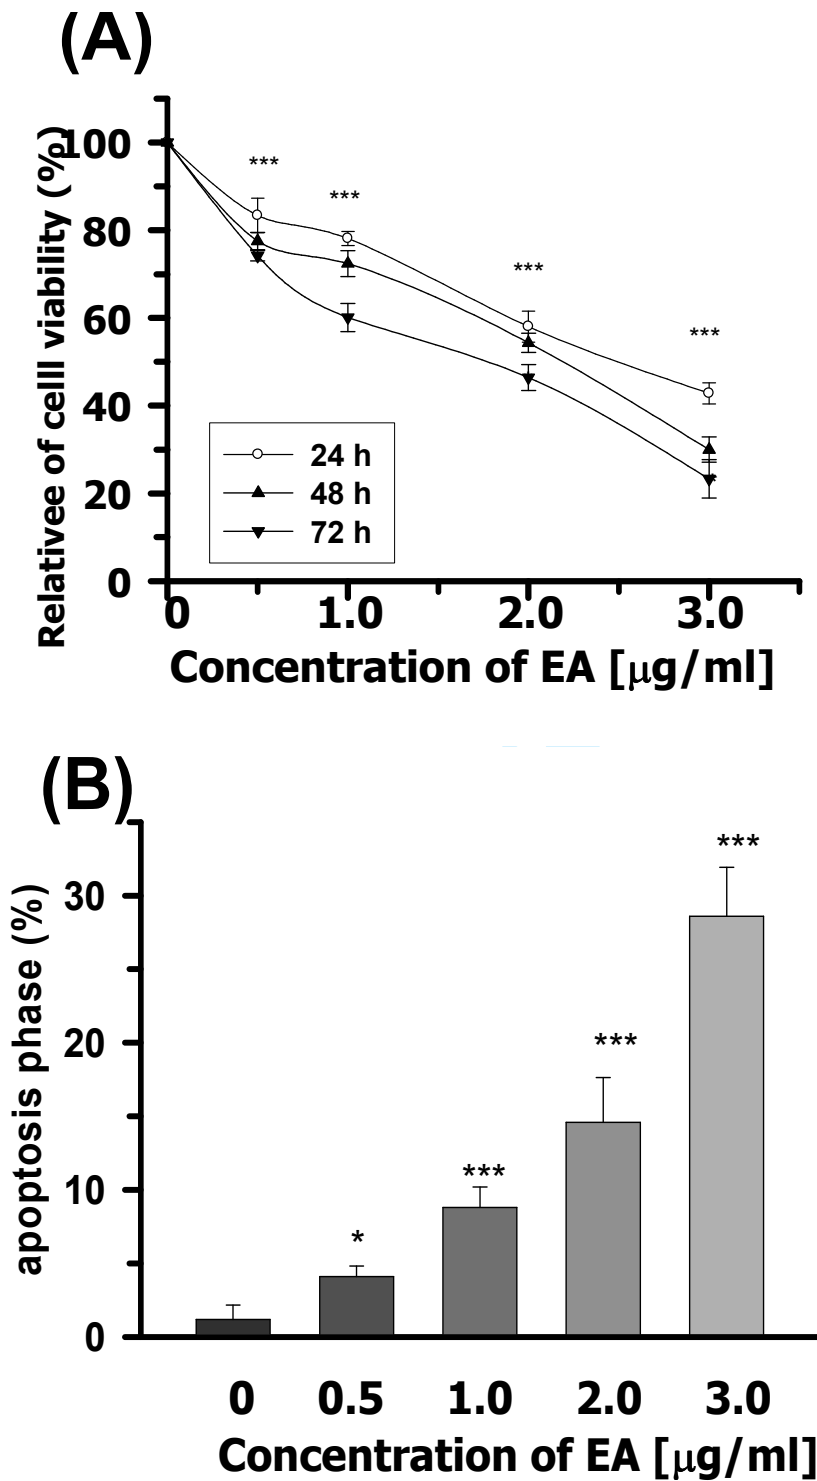 (A)
Relativee of celll viability (%)
100
80
60
40
20
0
***
***
***
***
24 h
48 h
72 h
0 1.0 2.0 3.0
Concentration of EA [μg/ml]
(B)
apoptosis phase (%)
30
20
10
0
*
***
***
***
0 0.5 1.0 2.0 3.0
Concentration of EA [μg/ml]